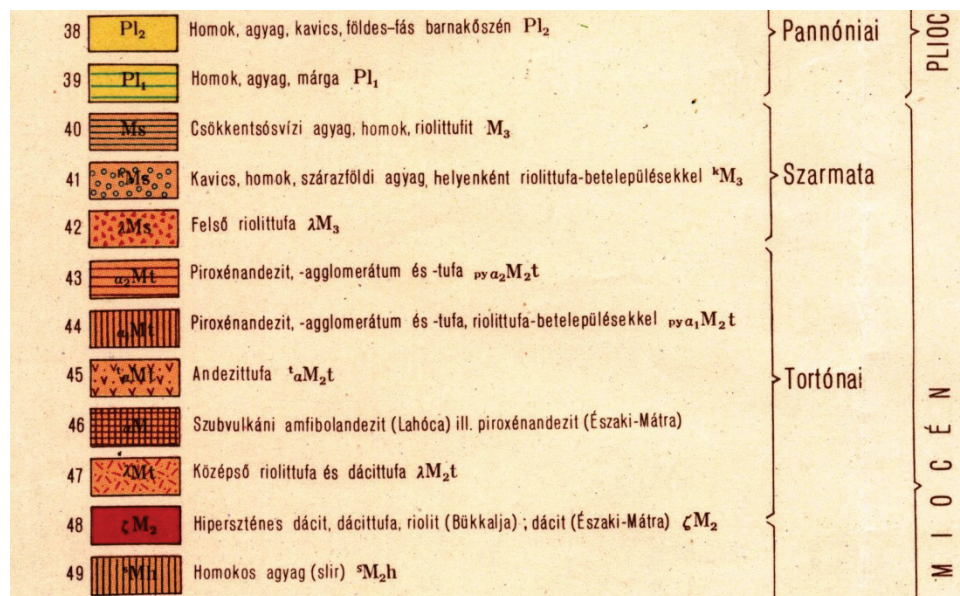 38 Pl₂ Homok, agyag, kavics, földes-fás barnakőszén Pl₂
39 Pl₁ Homok, agyag, márga Pl₁
40 Ms Csökkentsósvízi agyag, homok, riolittufit M₃
41 ᵏMs Kavics, homok, szárazföldi agyag, helyenként riolittufa-betelepülésekkel ᵏM₃
42 λMs Felső riolittufa λM₃
43 α₂Mt Piroxénandezit, -agglomerátum és -tufa pyα₂M₂t
44 α₁Mt Piroxénandezit, -agglomerátum és -tufa, riolittufa-betelepülésekkel pyα₁M₂t
45 ᵗαMt Andezittufa ᵗαM₂t
46 αM Szubvulkáni amfibolandezit (Lahóca) ill. piroxénandezit (Északi-Mátra)
47 λMt Középső riolittufa és dácittufa λM₂t
48 ζM₂ Hiperszténes dácit, dácittufa, riolit (Bükkalja) ; dácit (Északi-Mátra) ζM₂
49 ˢMh Homokos agyag (slir) ˢM₂h
Pannóniai
Szarmata
Tortónai
PLIOC
MIOCÉN